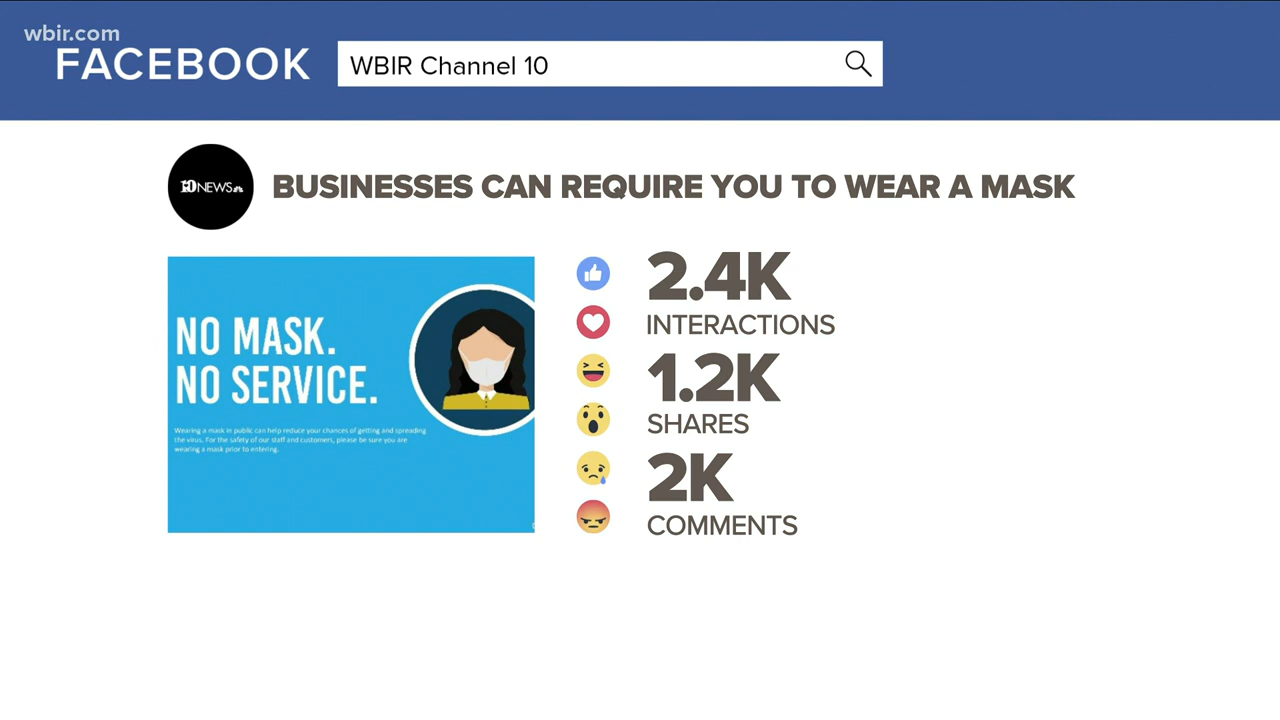 wbir.com
FACEBOOK
WBIR Channel 10
10NEWS
BUSINESSES CAN REQUIRE YOU TO WEAR A MASK
NO MASK.
NO SERVICE.
Wearing a mask in public can help reduce your chances of getting and spreading
the virus. For the safety of our staff and customers, please be sure you are
wearing a mask prior to entering.
2.4K
INTERACTIONS
1.2K
SHARES
2K
COMMENTS